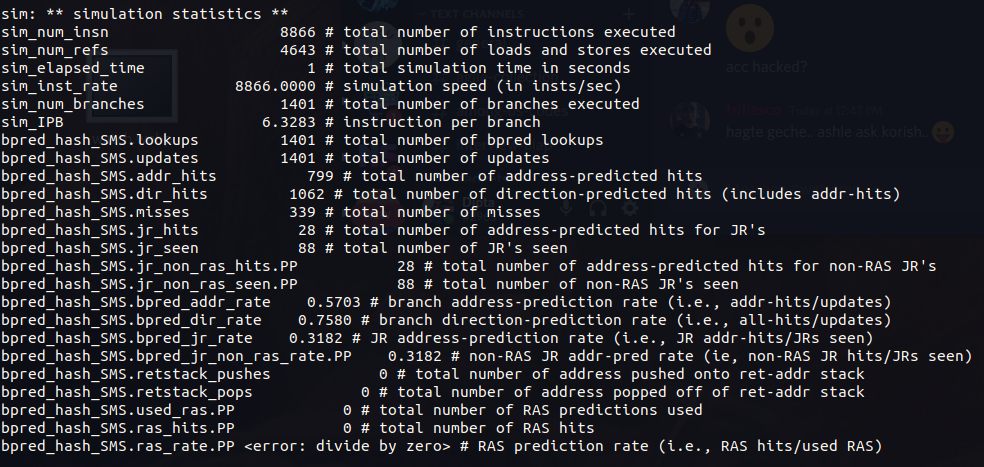 sim: ** simulation statistics **
sim_num_insn 8866 # total number of instructions executed
sim_num_refs 4643 # total number of loads and stores executed
sim_elapsed_time 1 # total simulation time in seconds
sim_inst_rate 8866.0000 # simulation speed (in insts/sec)
sim_num_branches 1401 # total number of branches executed
sim_IPB 6.3283 # instruction per branch
bpred_hash_SMS.lookups 1401 # total number of bpred lookups
bpred_hash_SMS.updates 1401 # total number of updates
bpred_hash_SMS.addr_hits 799 # total number of address-predicted hits
bpred_hash_SMS.dir_hits 1062 # total number of direction-predicted hits (includes addr-hits)
bpred_hash_SMS.misses 339 # total number of misses
bpred_hash_SMS.jr_hits 28 # total number of address-predicted hits for JR's
bpred_hash_SMS.jr_seen 88 # total number of JR's seen
bpred_hash_SMS.jr_non_ras_hits.PP 28 # total number of address-predicted hits for non-RAS JR's
bpred_hash_SMS.jr_non_ras_seen.PP 88 # total number of non-RAS JR's seen
bpred_hash_SMS.bpred_addr_rate 0.5703 # branch address-prediction rate (i.e., addr-hits/updates)
bpred_hash_SMS.bpred_dir_rate 0.7580 # branch direction-prediction rate (i.e., all-hits/updates)
bpred_hash_SMS.bpred_jr_rate 0.3182 # JR address-prediction rate (i.e., JR addr-hits/JRs seen)
bpred_hash_SMS.bpred_jr_non_ras_rate.PP 0.3182 # non-RAS JR addr-pred rate (ie, non-RAS JR hits/JRs seen)
bpred_hash_SMS.retstack_pushes 0 # total number of address pushed onto ret-addr stack
bpred_hash_SMS.retstack_pops 0 # total number of address popped off of ret-addr stack
bpred_hash_SMS.used_ras.PP 0 # total number of RAS predictions used
bpred_hash_SMS.ras_hits.PP 0 # total number of RAS hits
bpred_hash_SMS.ras_rate.PP <error: divide by zero> # RAS prediction rate (i.e., RAS hits/used RAS)
TEXT CHANNELS
acc hacked?
hagte geche.. ashle ask korish..